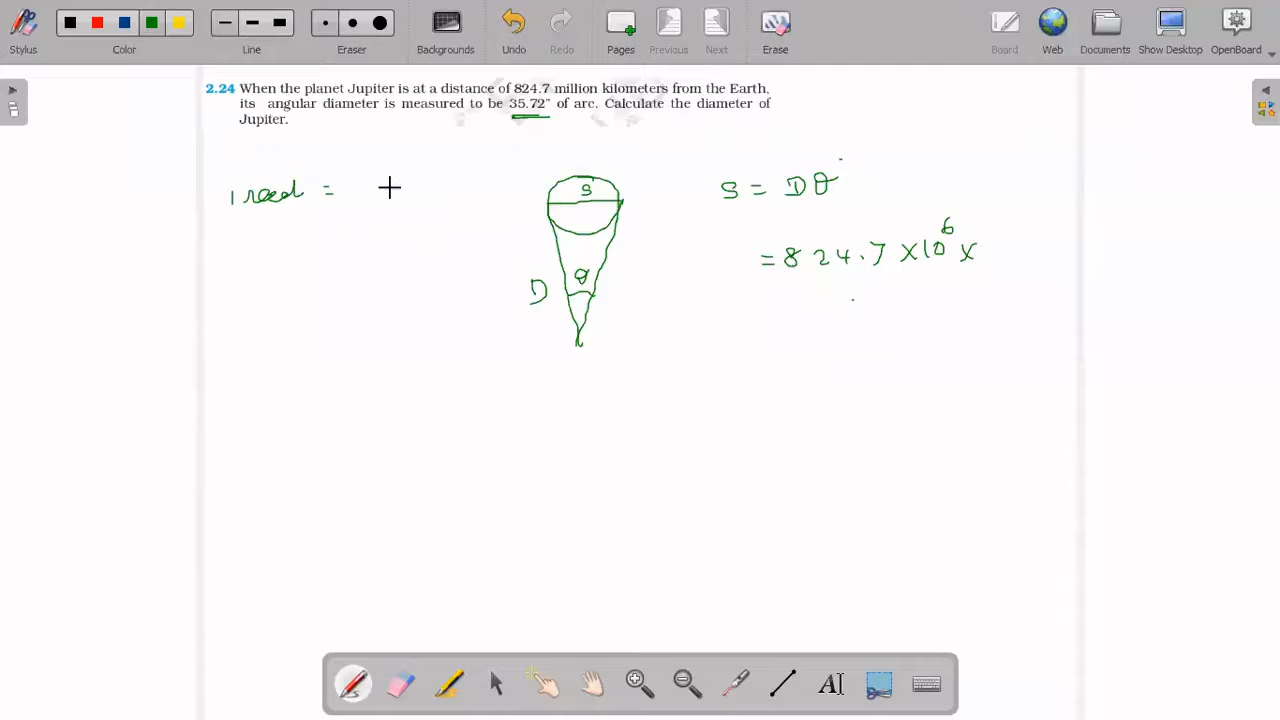 Stylus Color Line Eraser Backgrounds Undo Redo Pages Previous Next Erase Board Web Documents Show Desktop OpenBoard
2.24 When the planet Jupiter is at a distance of 824.7 million kilometers from the Earth,
its angular diameter is measured to be 35.72" of arc. Calculate the diameter of
Jupiter.
1 rad =
S
θ
D
S = Dθ
= 824.7 × 10^6 ×